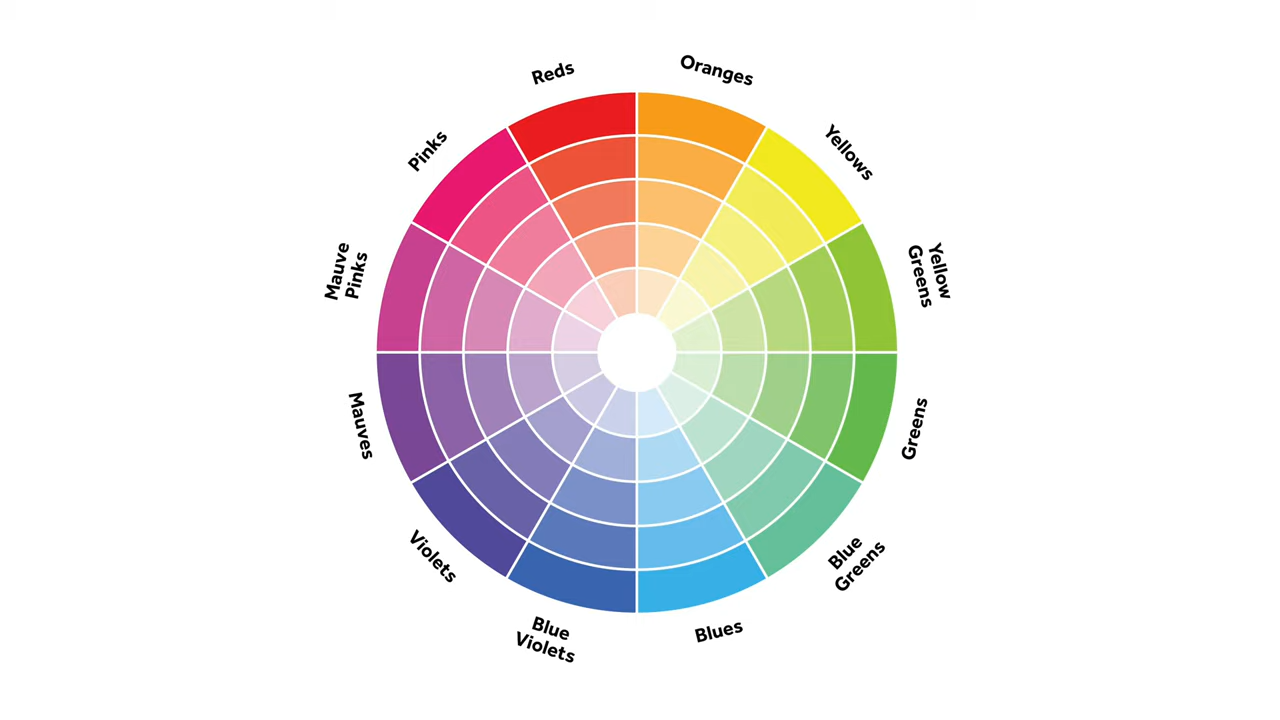 Reds
Oranges
Pinks
Yellows
Mauve
Pinks
Yellow
Greens
Mauves
Greens
Violets
Blue
Greens
Blue
Violets
Blues